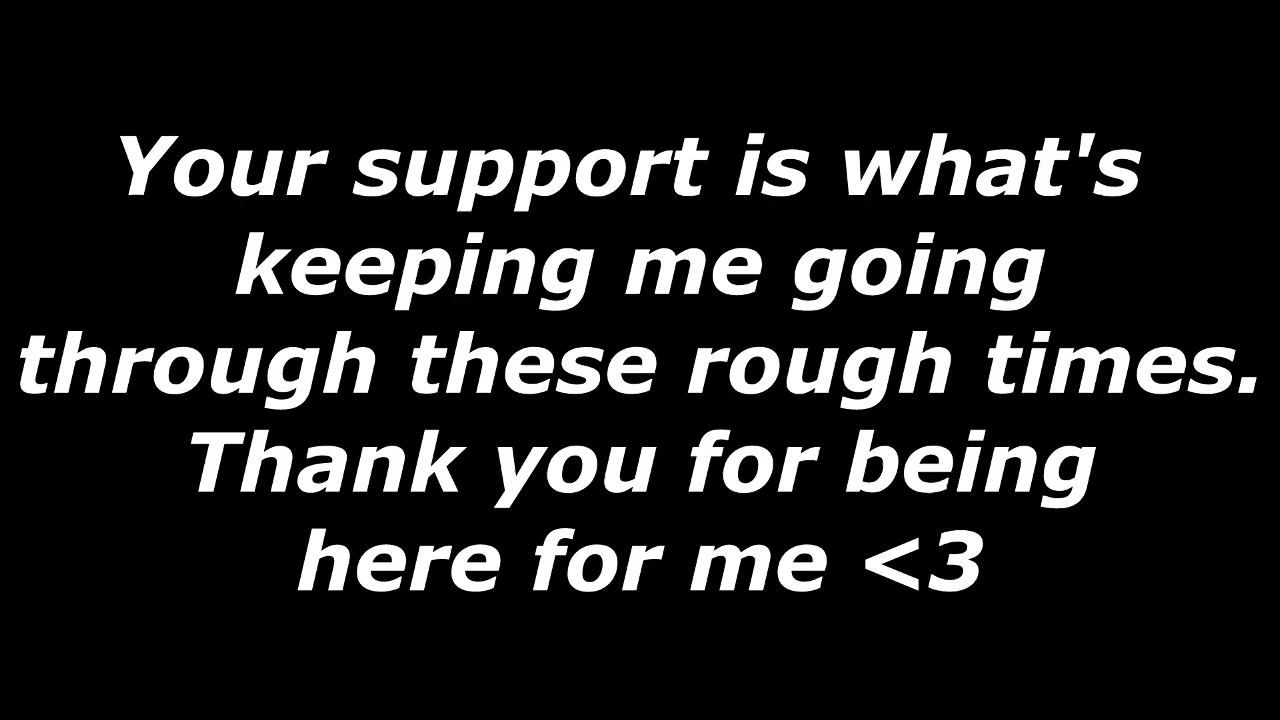 Your support is what's
keeping me going
through these rough times.
Thank you for being
here for me <3